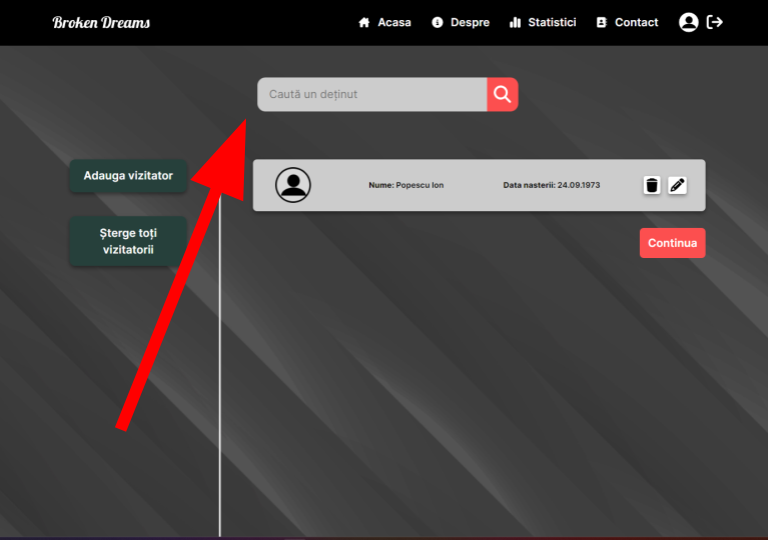 Broken Dreams
Acasa
Despre
Statistici
Contact
Caută un deținut
Adauga vizitator
Șterge toți
vizitatorii
Nume: Popescu Ion
Data nasterii: 24.09.1973
Continua